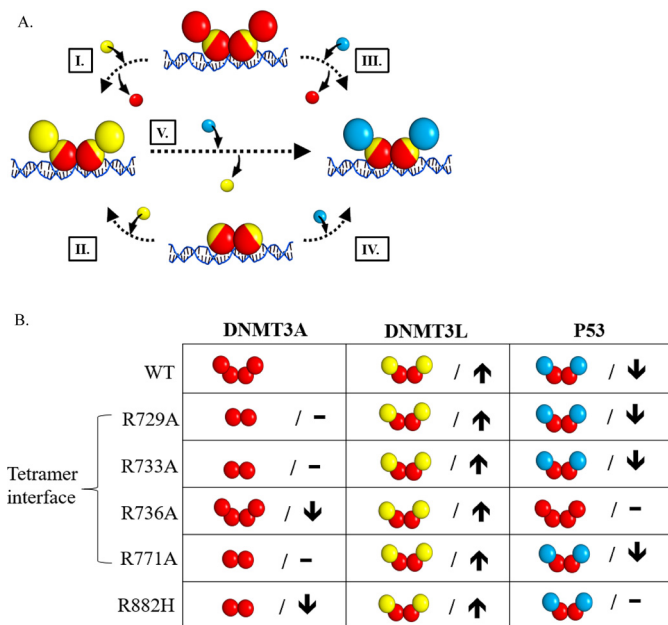 A.
I.
III.
V.
II.
IV.
B.
DNMT3A DNMT3L P53
WT / ↑ / ↓
R729A / - / ↑ / ↓
R733A / - / ↑ / ↓
Tetramer
interface
R736A / ↓ / ↑ / -
R771A / - / ↑ / ↓
R882H / ↓ / ↑ / -